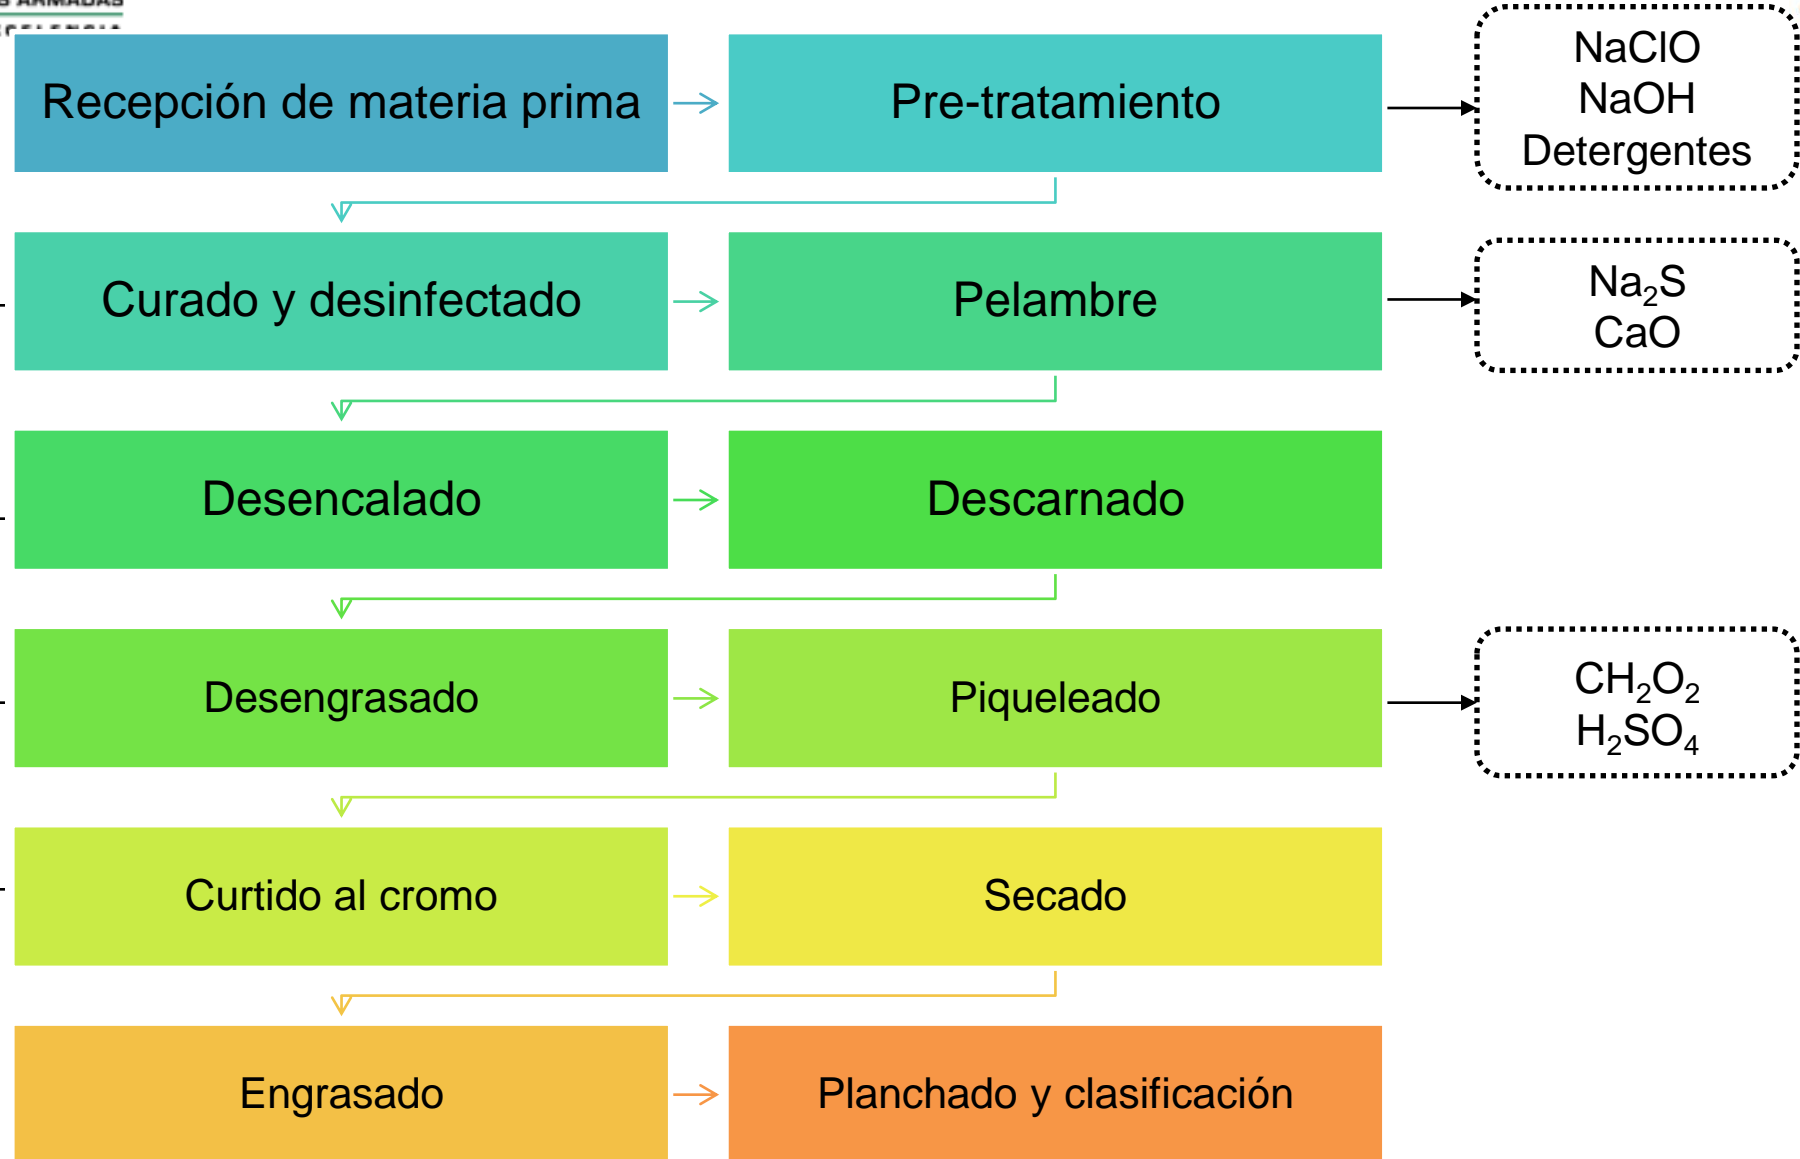 Recepción de materia prima
Pre-tratamiento
NaClO
NaOH
Detergentes
Curado y desinfectado
Pelambre
Na₂S
CaO
Desencalado
Descarnado
Desengrasado
Piqueleado
CH₂O₂
H₂SO₄
Curtido al cromo
Secado
Engrasado
Planchado y clasificación